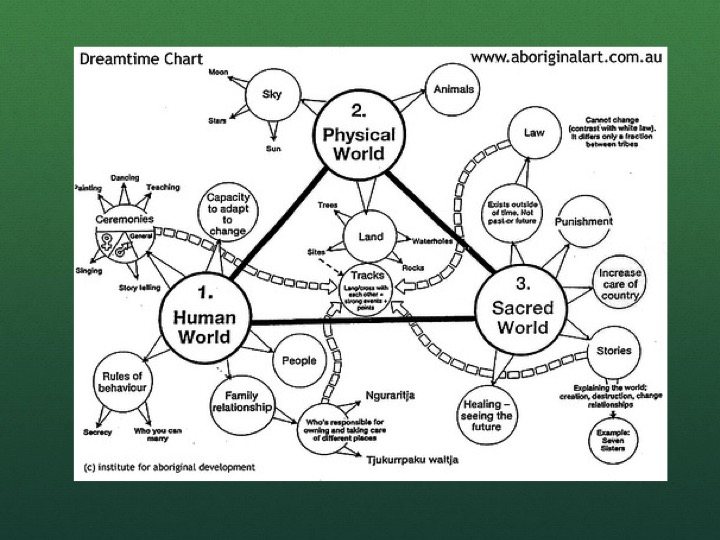 Dreamtime Chart
www.aboriginalart.com.au
Moon
Sky
Stars
Sun
2.
Physical
World
Animals
Law
Cannot change
(contrast with white law).
It differs only a fraction
between tribes
Dancing
Painting
Teaching
Ceremonies
General
Singing
Story telling
Capacity
to adapt
to
change
Trees
Land
Waterholes
Sites
Rocks
Tracks
Lang/cross with
each other =
strong events +
points
Exists outside
of time. Not
past or future
Punishment
1.
Human
World
3.
Sacred
World
Increase
care of
country
People
Stories
Rules of
behaviour
Secrecy
Who you can
marry
Family
relationship
Who's responsible for
owning and taking care
of different places
Nguraritja
Tjukurrpaku waltja
Healing –
seeing the
future
Explaining the world;
creation, destruction, change
relationships
Example:
Seven
Sisters
(c) institute for aboriginal development